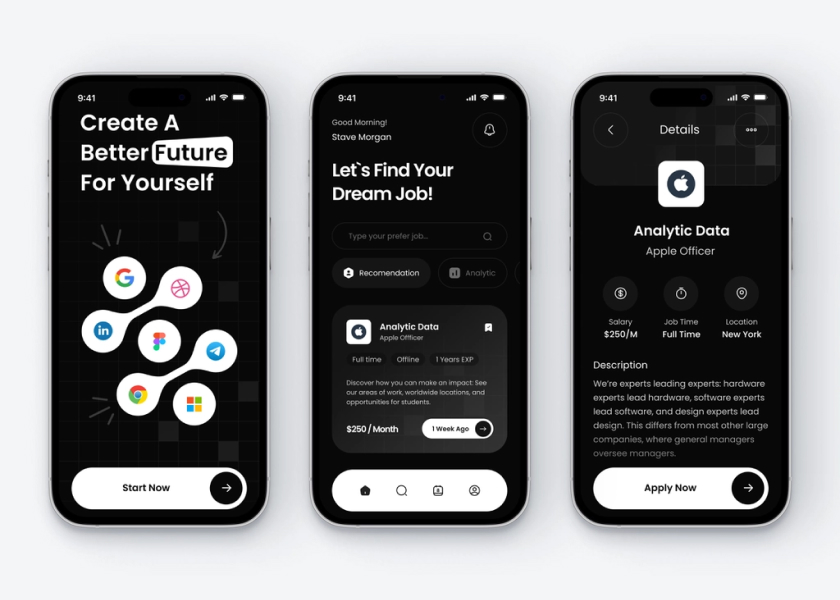 9:41
Create A
Better Future
For Yourself
in
Start Now
9:41
Good Morning!
Stave Morgan
Let`s Find Your
Dream Job!
Type your prefer job...
Recomendation
Analytic
Analytic Data
Apple Offficer
Full time
Offline
1 Years EXP
Discover how you can make an impact: See
our areas of work, worldwide locations, and
opportunities for students.
$250 / Month
1 Week Ago
9:41
Details
Analytic Data
Apple Officer
Salary
$250/M
Job Time
Full Time
Location
New York
Description
We're experts leading experts: hardware
experts lead hardware, software experts
lead software, and design experts lead
design. This differs from most other large
companies, where general managers
oversee managers.
Apply Now